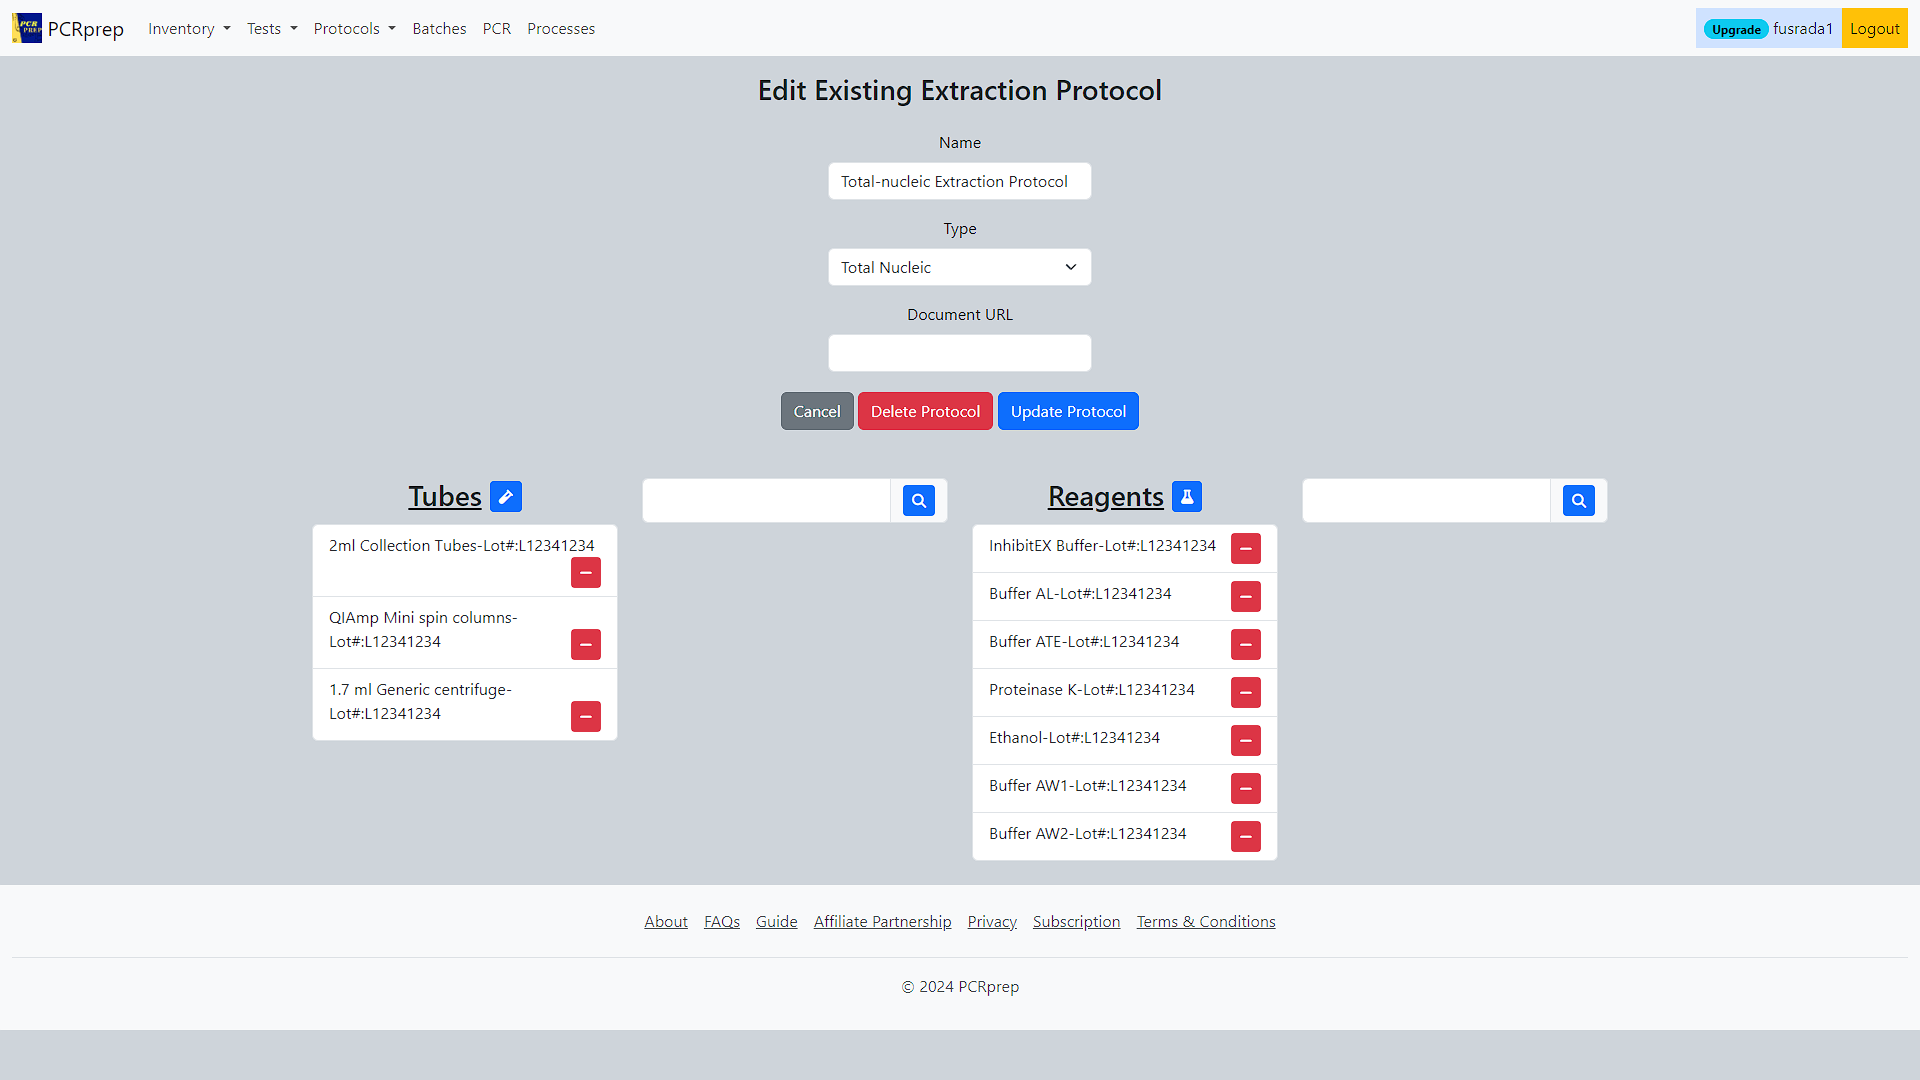 PCR PREP PCRprep Inventory Tests Protocols Batches PCR Processes Upgrade fusrada1 Logout
Edit Existing Extraction Protocol
Name
Total-nucleic Extraction Protocol
Type
Total Nucleic
Document URL
Cancel Delete Protocol Update Protocol
Tubes
2ml Collection Tubes-Lot#:L12341234
QIAmp Mini spin columns-
Lot#:L12341234
1.7 ml Generic centrifuge-
Lot#:L12341234
Reagents
InhibitEX Buffer-Lot#:L12341234
Buffer AL-Lot#:L12341234
Buffer ATE-Lot#:L12341234
Proteinase K-Lot#:L12341234
Ethanol-Lot#:L12341234
Buffer AW1-Lot#:L12341234
Buffer AW2-Lot#:L12341234
About FAQs Guide Affiliate Partnership Privacy Subscription Terms & Conditions
© 2024 PCRprep